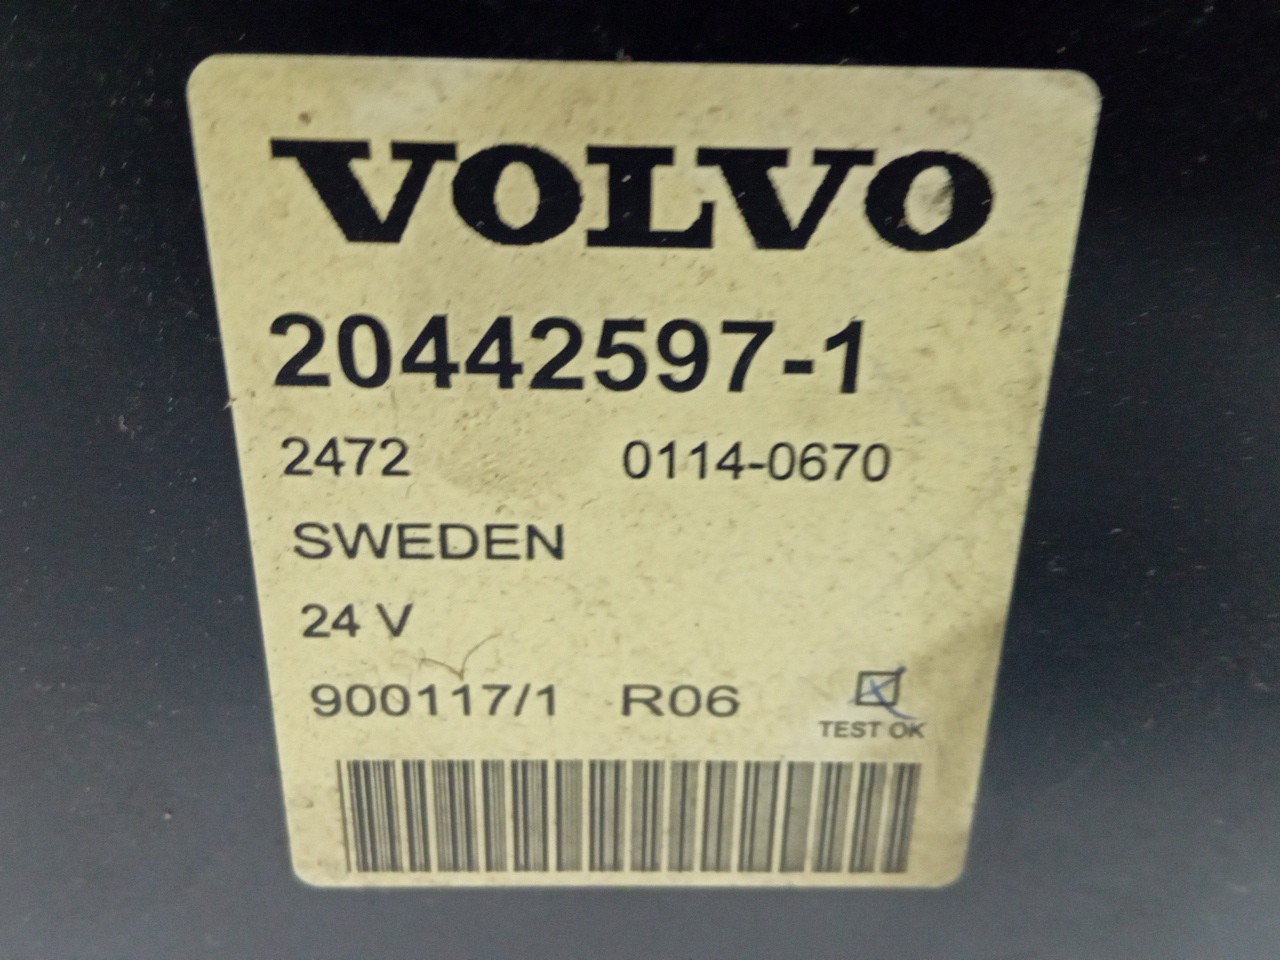 VOLVO
20442597-1
2472 0114-0670
SWEDEN
24 V
900117/1 R06
TEST OK